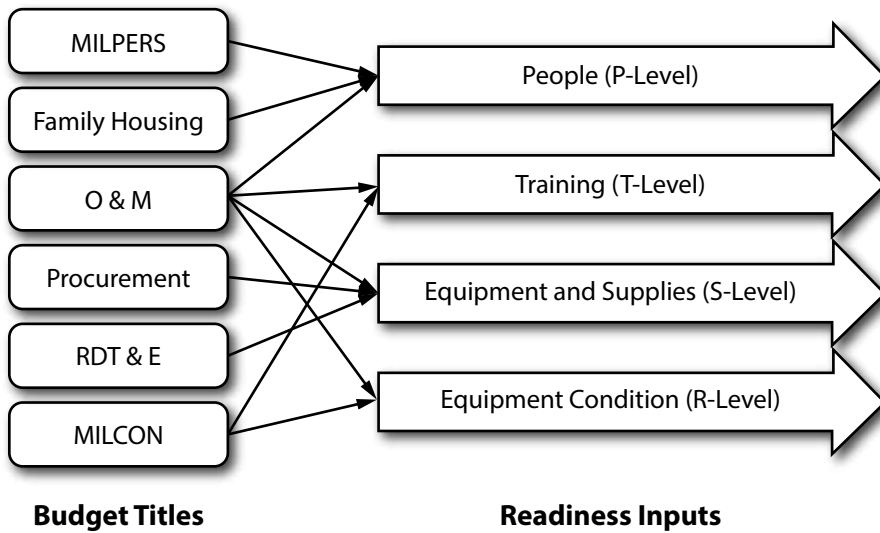 MILPERS
Family Housing
O & M
Procurement
RDT & E
MILCON
People (P-Level)
Training (T-Level)
Equipment and Supplies (S-Level)
Equipment Condition (R-Level)
Budget Titles
Readiness Inputs